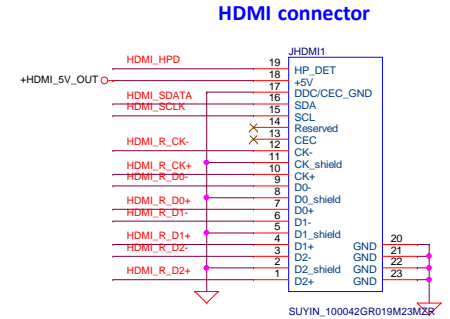 HDMI connector
JHDMI1
HDMI_HPD 19 HP_DET
+HDMI_5V_OUT 18 +5V
17 DDC/CEC_GND
HDMI_SDATA 16 SDA
HDMI_SCLK 15 SCL
14 Reserved
13 CEC
HDMI_R_CK- 12 CK-
11 CK_shield
HDMI_R_CK+ 10 CK+
HDMI_R_D0- 9 D0-
8 D0_shield
HDMI_R_D0+ 7 D0+
HDMI_R_D1- 6 D1-
5 D1_shield
HDMI_R_D1+ 4 D1+ GND 20
HDMI_R_D2- 3 D2- GND 21
2 D2_shield GND 22
HDMI_R_D2+ 1 D2+ GND 23
SUYIN_100042GR019M23MZR